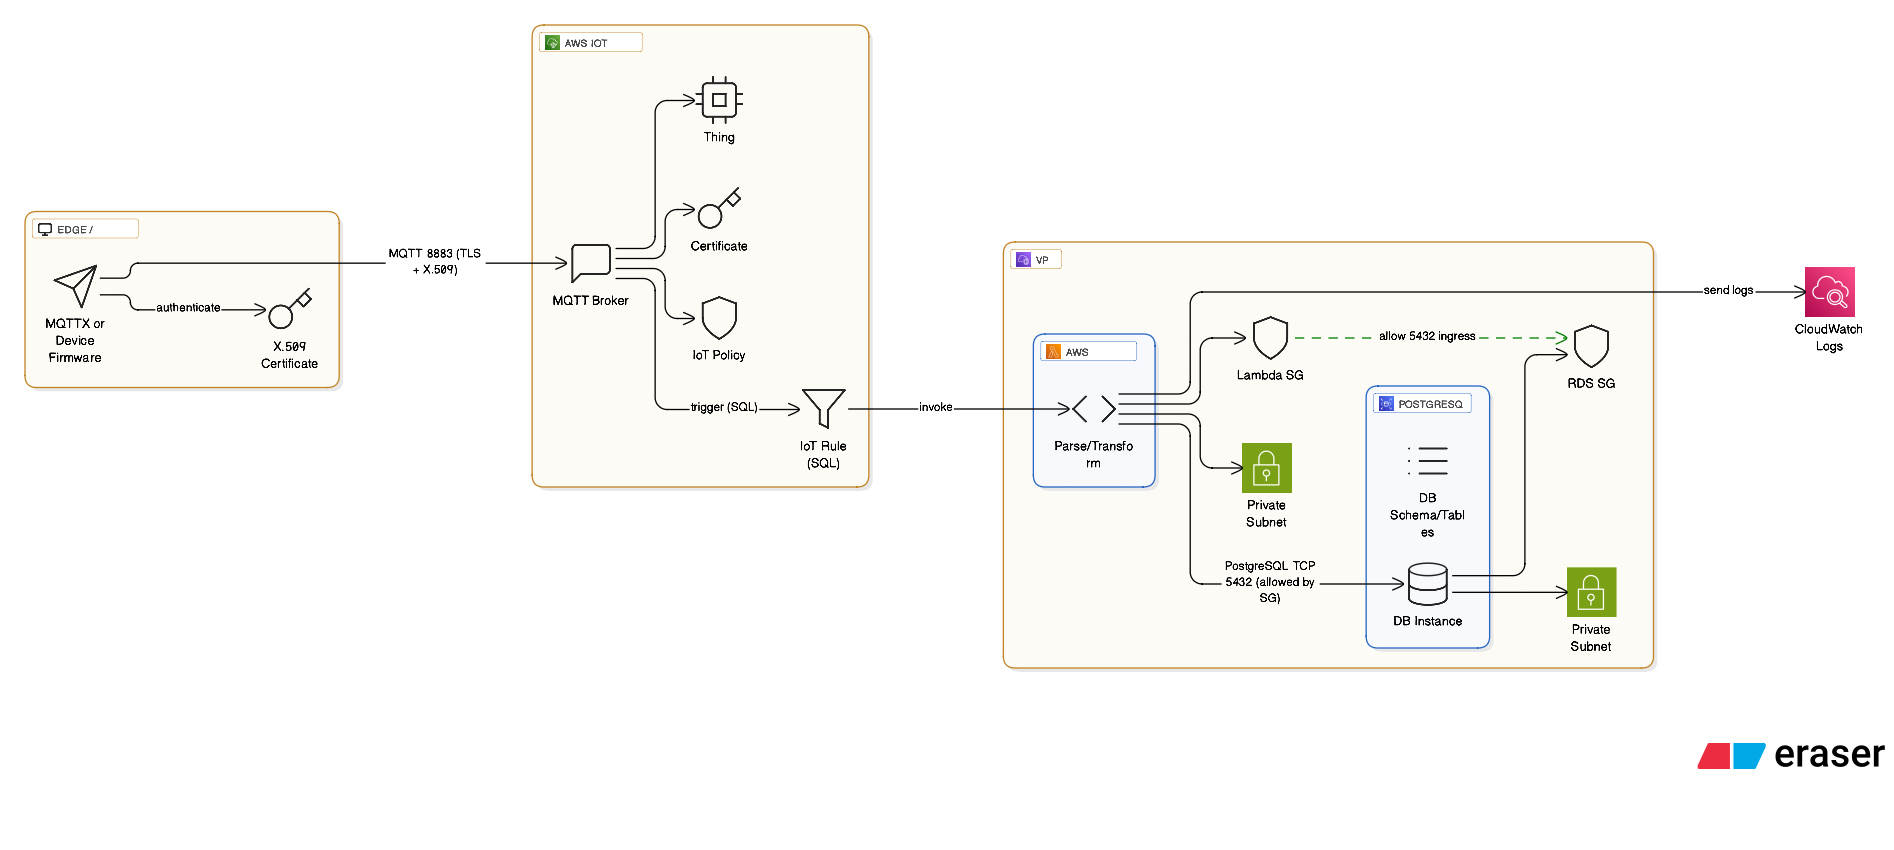 AWS IOT
Thing
Certificate
EDGE /
MQTT 8883 (TLS
+ X.509)
MQTT Broker
authenticate
MQTTX or
Device
Firmware
X.509
Certificate
IoT Policy
trigger (SQL)
IoT Rule
(SQL)
invoke
VP
send logs
CloudWatch
Logs
AWS
Lambda SG
allow 5432 ingress
RDS SG
POSTGRESQ
Parse/Transfo
rm
Private
Subnet
DB
Schema/Tabl
es
PostgreSQL TCP
5432 (allowed by
SG)
DB Instance
Private
Subnet
eraser